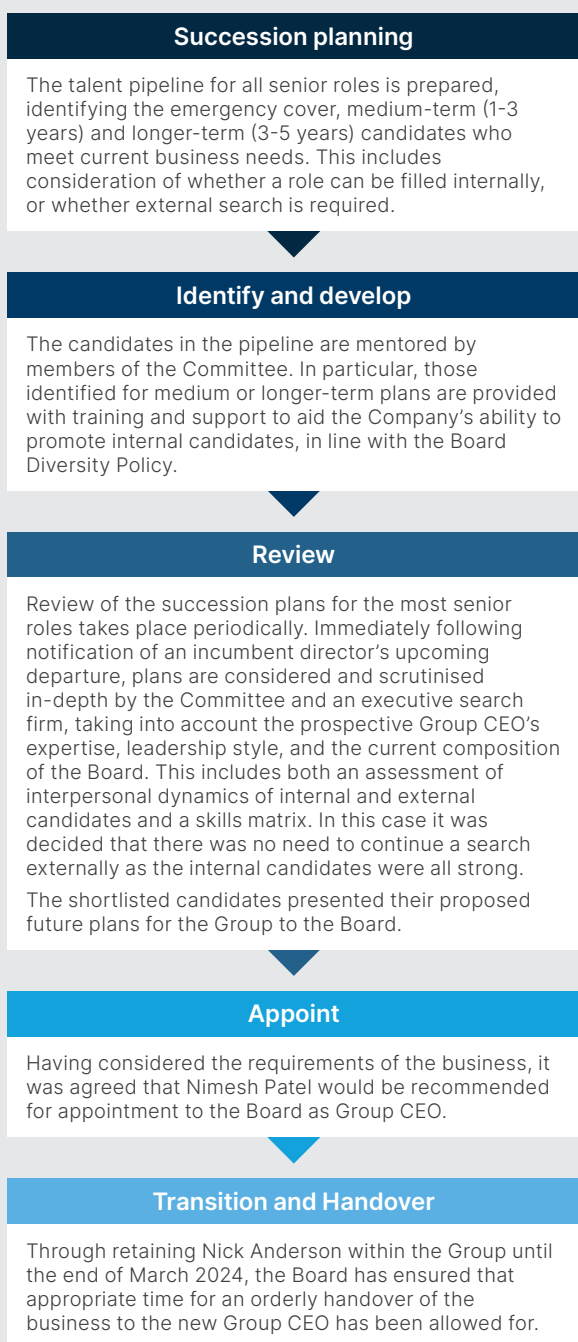 Succession planning
The talent pipeline for all senior roles is prepared,
identifying the emergency cover, medium-term (1-3
years) and longer-term (3-5 years) candidates who
meet current business needs. This includes
consideration of whether a role can be filled internally,
or whether external search is required.
Identify and develop
The candidates in the pipeline are mentored by
members of the Committee. In particular, those
identified for medium or longer-term plans are provided
with training and support to aid the Company’s ability to
promote internal candidates, in line with the Board
Diversity Policy.
Review
Review of the succession plans for the most senior
roles takes place periodically. Immediately following
notification of an incumbent director’s upcoming
departure, plans are considered and scrutinised
in-depth by the Committee and an executive search
firm, taking into account the prospective Group CEO’s
expertise, leadership style, and the current composition
of the Board. This includes both an assessment of
interpersonal dynamics of internal and external
candidates and a skills matrix. In this case it was
decided that there was no need to continue a search
externally as the internal candidates were all strong.
The shortlisted candidates presented their proposed
future plans for the Group to the Board.
Appoint
Having considered the requirements of the business, it
was agreed that Nimesh Patel would be recommended
for appointment to the Board as Group CEO.
Transition and Handover
Through retaining Nick Anderson within the Group until
the end of March 2024, the Board has ensured that
appropriate time for an orderly handover of the
business to the new Group CEO has been allowed for.